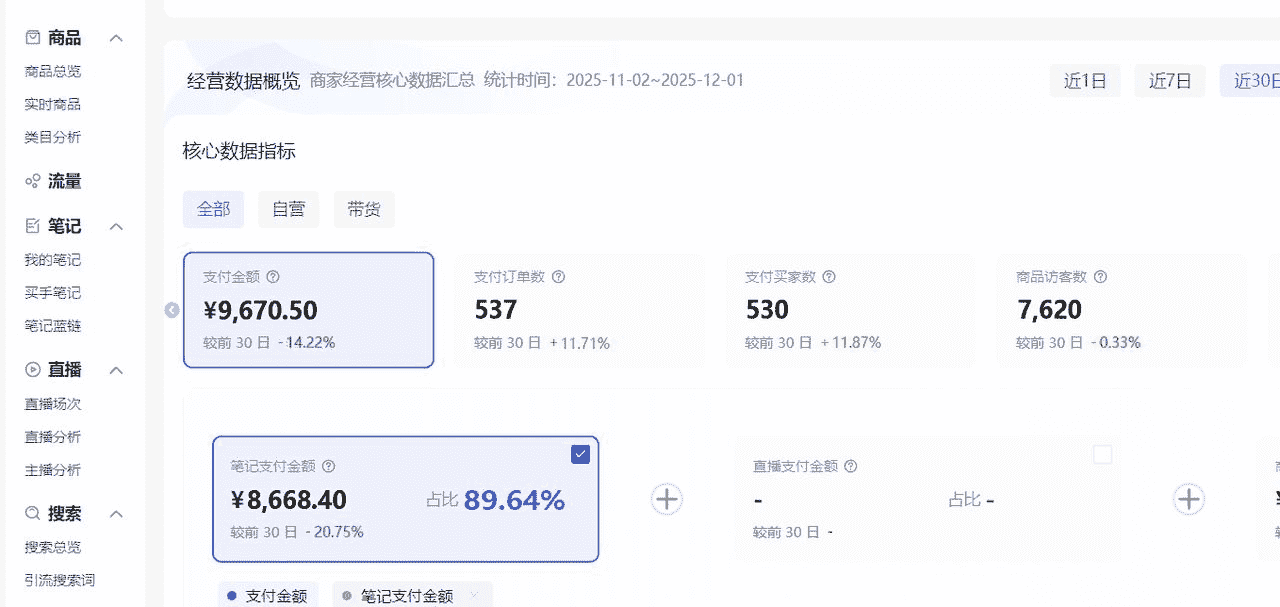 商品
商品总览
实时商品
类目分析
流量
笔记
我的笔记
买手笔记
笔记蓝链
直播
直播场次
直播分析
主播分析
搜索
搜索总览
引流搜索词
经营数据概览 商家经营核心数据汇总 统计时间：2025-11-02~2025-12-01
近1日 近7日 近30日
核心数据指标
全部 自营 带货
支付金额 支付订单数 支付买家数 商品访客数
¥9,670.50 537 530 7,620
较前 30 日 -14.22% 较前 30 日 +11.71% 较前 30 日 +11.87% 较前 30 日 -0.33%
笔记支付金额 直播支付金额
¥8,668.40 占比 89.64% - 占比 -
较前 30 日 -20.75% 较前 30 日 -
支付金额 笔记支付金额